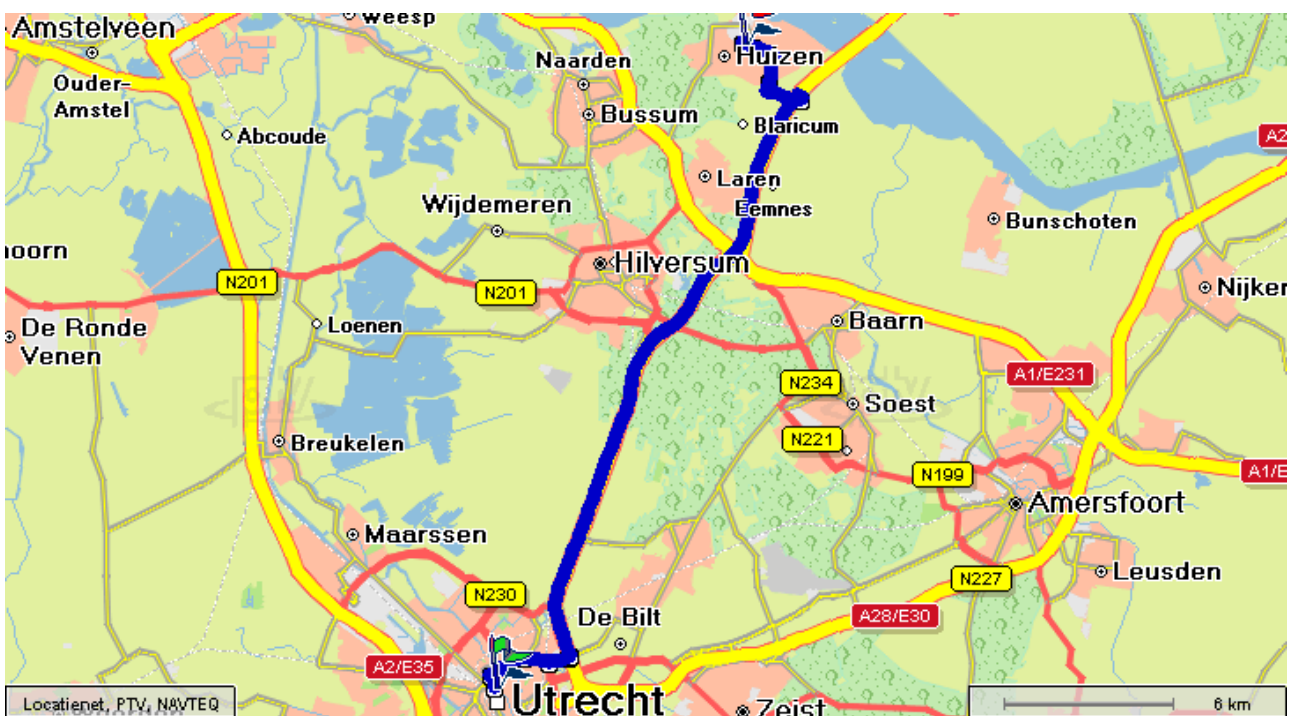 Weesp
Amstelveen
Huizen
Naarden
Ouder-
Amstel
Bussum
Blaricum
A2
Abcoude
Laren
Wijdemeren
Eemnes
Bunschoten
noorn
Hilversum
N201
N201
Nijker
De Ronde
Venen
Loenen
Baarn
A1/E231
N234
Soest
Breukelen
N221
N199
A1/E
Amersfoort
Maarssen
Leusden
N227
N230
De Bilt
A28/E30
A2/E35
Utrecht
Zeist
Locatienet, PTV, NAVTEQ
6 km